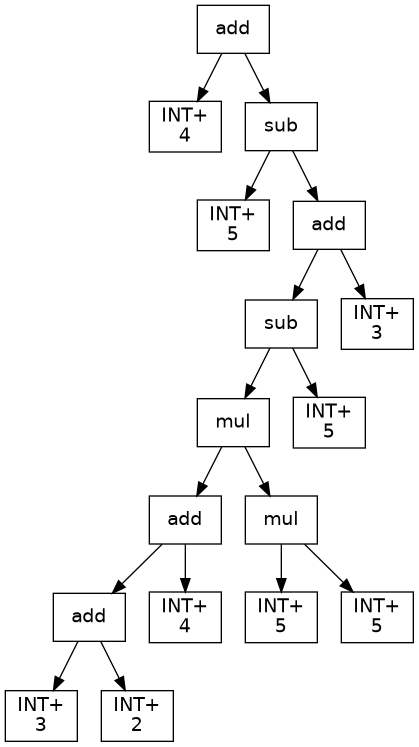 add
INT+
4
sub
INT+
5
add
sub
INT+
3
mul
INT+
5
add
mul
add
INT+
4
INT+
5
INT+
5
INT+
3
INT+
2